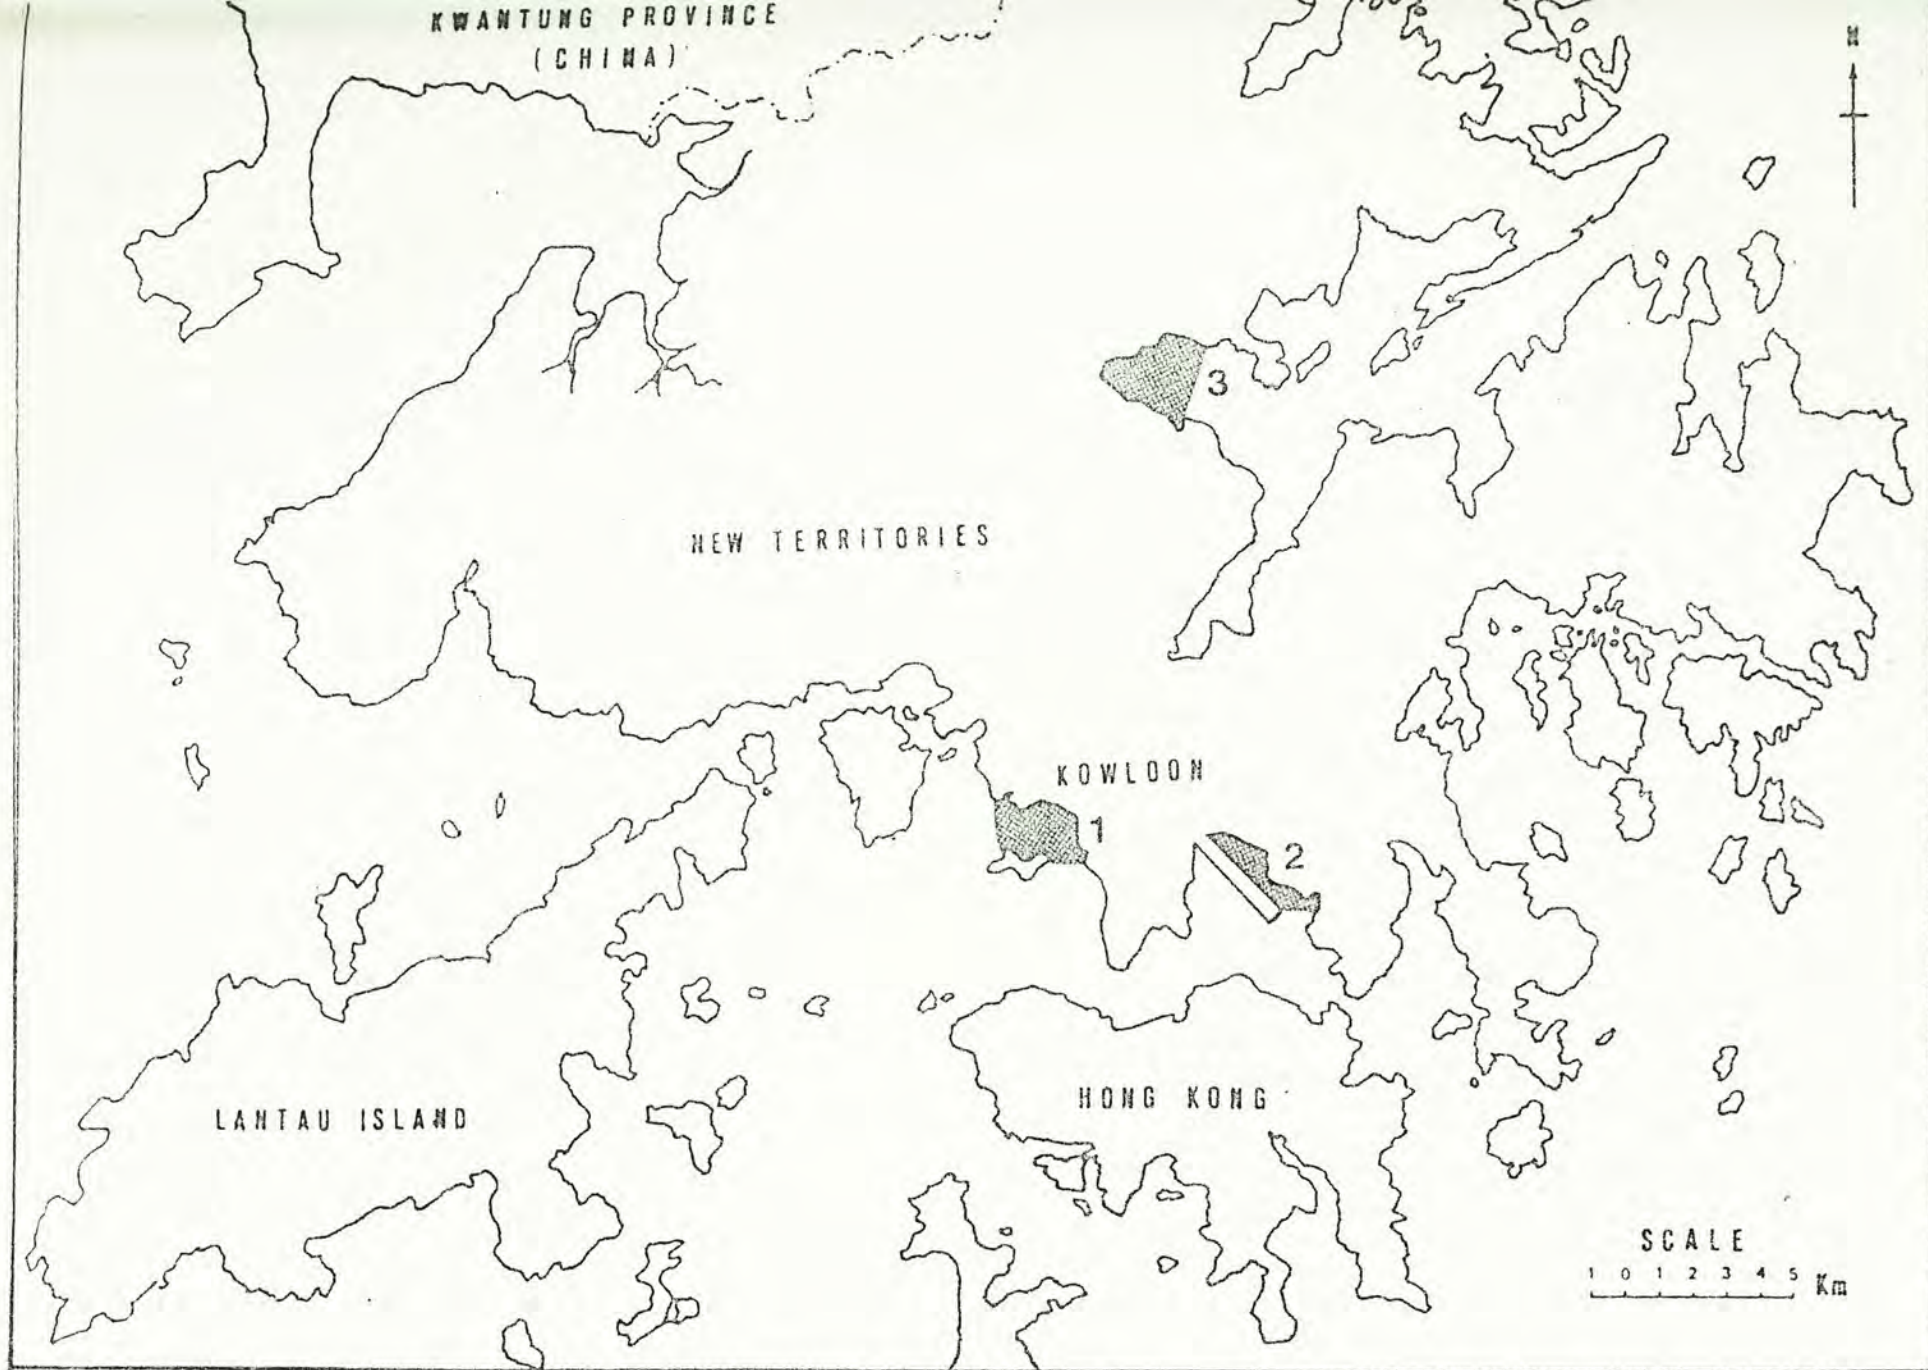 KWANTUNG PROVINCE
(CHINA)
N
3
NEW TERRITORIES
KOWLOON
1
2
HONG KONG
LANTAU ISLAND
SCALE
1 0 1 2 3 4 5 Km